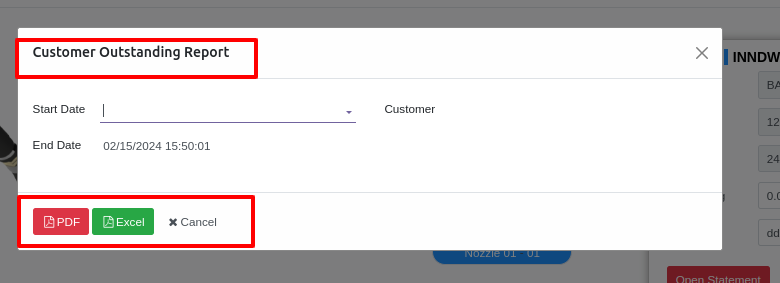 Customer Outstanding Report
INNDW
Start Date
Customer
BA
12
End Date
02/15/2024 15:50:01
24
0.0
PDF
Excel
Cancel
dd
Nozzle 01 - 01
Open Statement